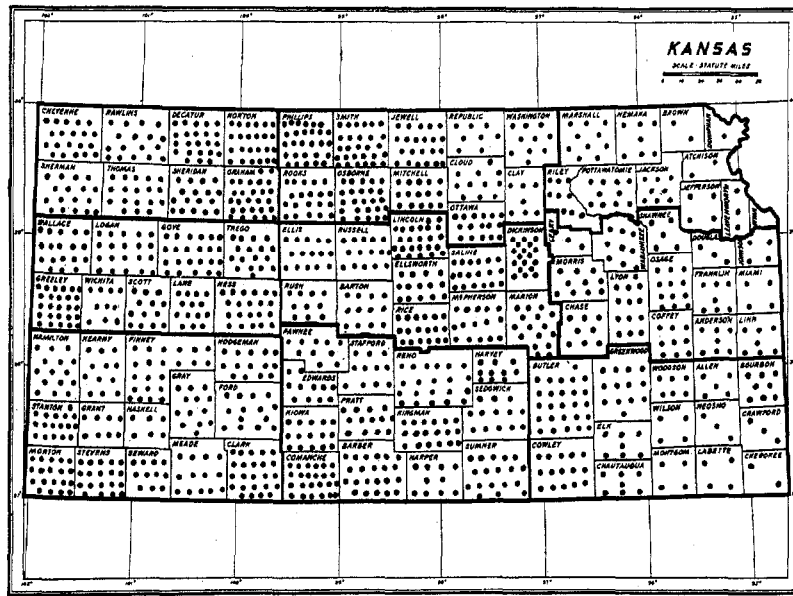 KANSAS
SCALE - STATUTE MILES
CHEYENNE RAWLINS DECATUR NORTON PHILLIPS SMITH JEWELL REPUBLIC WASHINGTON MARSHALL NEMAHA BROWN DONIPHAN
SHERMAN THOMAS SHERIDAN GRAHAM ROOKS OSBORNE MITCHELL CLOUD CLAY RILEY POTTAWATOMIE JACKSON ATCHISON
JEFFERSON LEAVENWORTH
WALLACE LOGAN GOVE TREGO ELLIS RUSSELL LINCOLN OTTAWA DICKINSON GEARY WABAUNSEE SHAWNEE DOUGLAS JOHNSON
ELLSWORTH SALINE MORRIS LYON OSAGE FRANKLIN MIAMI
GREELEY WICHITA SCOTT LANE NESS RUSH BARTON RICE McPHERSON MARION CHASE COFFEY ANDERSON LINN
HAMILTON KEARNY FINNEY HODGEMAN PAWNEE STAFFORD RENO HARVEY BUTLER GREENWOOD WOODSON ALLEN BOURBON
GRAY FORD EDWARDS SEDGWICK
STANTON GRANT HASKELL KIOWA PRATT KINGMAN ELK WILSON NEOSHO CRAWFORD
MORTON STEVENS SEWARD MEADE CLARK COMANCHE BARBER HARPER SUMNER COWLEY CHAUTAUQUA MONTGOM LABETTE CHEROKEE